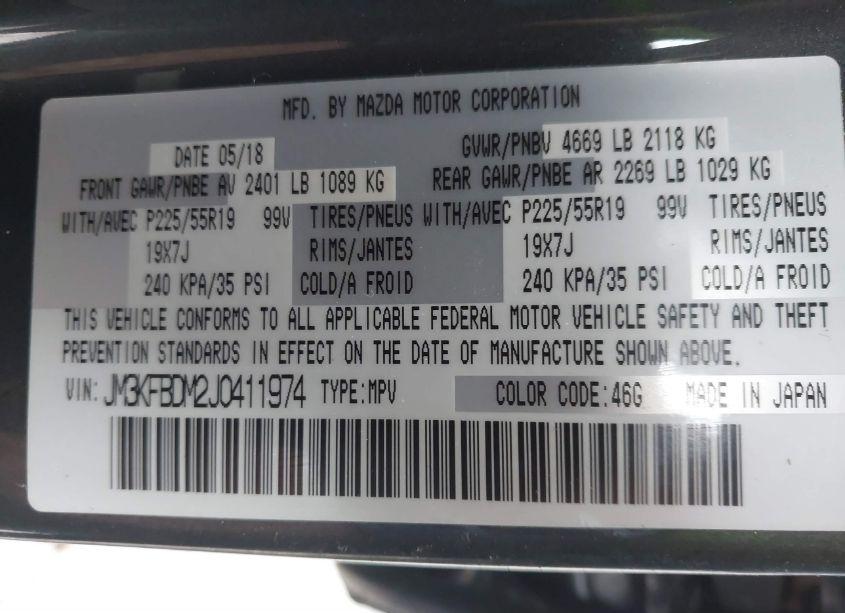 MFD. BY MAZDA MOTOR CORPORATION
DATE 05/18 GVWR/PNBV 4669 LB 2118 KG
FRONT GAWR/PNBE AV 2401 LB 1089 KG REAR GAWR/PNBE AR 2269 LB 1029 KG
WITH/AVEC P225/55R19 99V TIRES/PNEUS WITH/AVEC P225/55R19 99V TIRES/PNEUS
19X7J RIMS/JANTES 19X7J RIMS/JANTES
240 KPA/35 PSI COLD/A FROID 240 KPA/35 PSI COLD/A FROID
THIS VEHICLE CONFORMS TO ALL APPLICABLE FEDERAL MOTOR VEHICLE SAFETY AND THEFT
PREVENTION STANDARDS IN EFFECT ON THE DATE OF MANUFACTURE SHOWN ABOVE.
VIN: JM3KFBDM2J0411974 TYPE:MPV COLOR CODE:46G MADE IN JAPAN